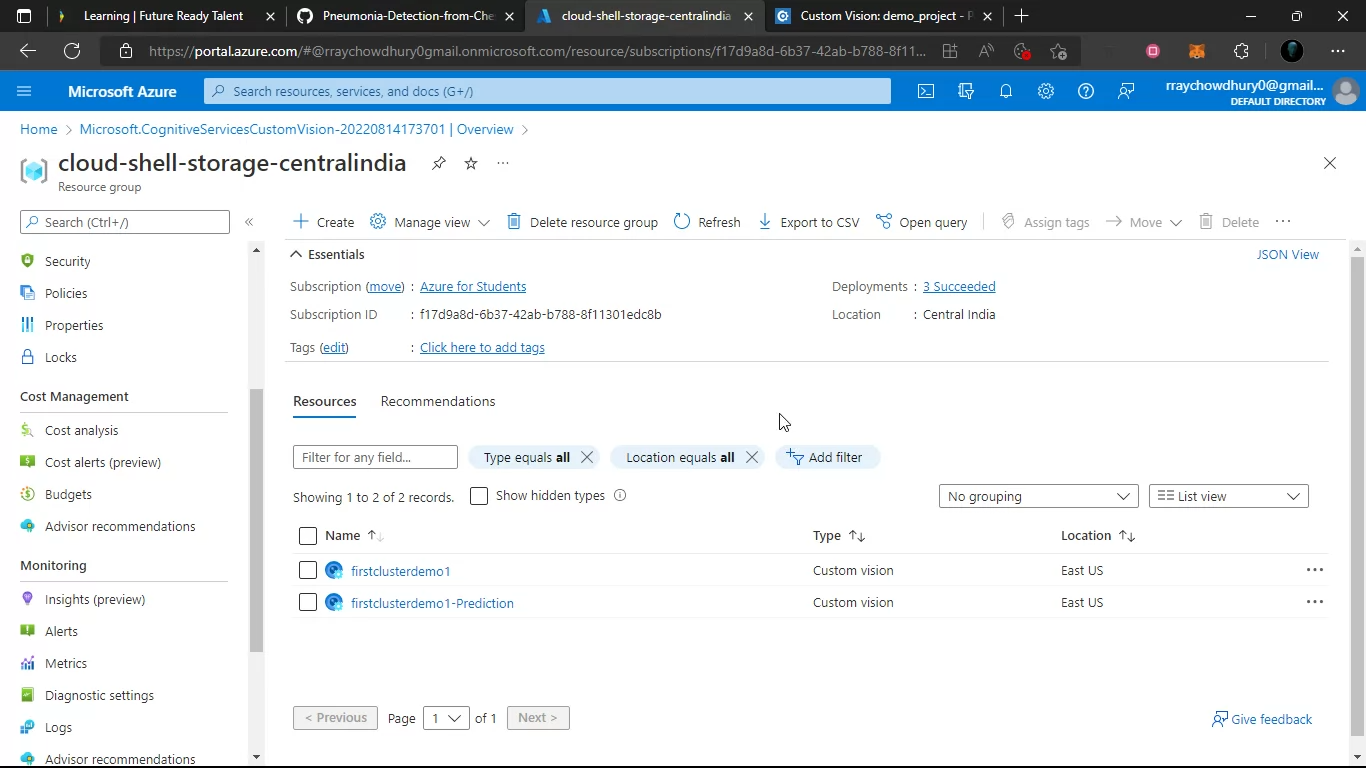 Learning | Future Ready Talent
Pneumonia-Detection-from-Che
cloud-shell-storage-centralindia
Custom Vision: demo_project - P
https://portal.azure.com/#@rraychowdhury0gmail.onmicrosoft.com/resource/subscriptions/f17d9a8d-6b37-42ab-b788-8f11...
Microsoft Azure
Search resources, services, and docs (G+/)
rraychowdhury0@gmail...
DEFAULT DIRECTORY
Home > Microsoft.CognitiveServicesCustomVision-20220814173701 | Overview >
cloud-shell-storage-centralindia
Resource group
Search (Ctrl+/)
Create Manage view Delete resource group Refresh Export to CSV Open query Assign tags Move Delete
Essentials
JSON View
Subscription (move) : Azure for Students
Deployments : 3 Succeeded
Subscription ID : f17d9a8d-6b37-42ab-b788-8f11301edc8b
Location : Central India
Tags (edit) : Click here to add tags
Security
Policies
Properties
Locks
Cost Management
Cost analysis
Cost alerts (preview)
Budgets
Advisor recommendations
Monitoring
Insights (preview)
Alerts
Metrics
Diagnostic settings
Logs
Advisor recommendations
Resources Recommendations
Filter for any field...
Type equals all
Location equals all
Add filter
Showing 1 to 2 of 2 records.
Show hidden types
No grouping
List view
Name Type Location
firstclusterdemo1 Custom vision East US
firstclusterdemo1-Prediction Custom vision East US
< Previous Page 1 of 1 Next >
Give feedback